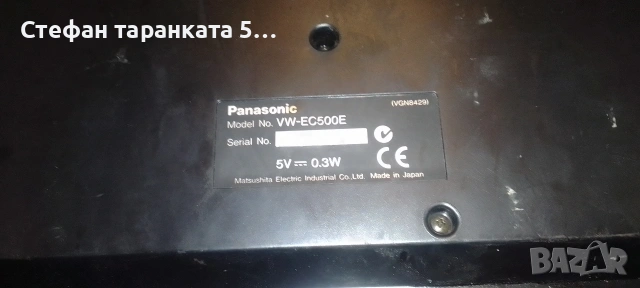 Стефан таранката 5...
Panasonic
(VGN8429)
Model No. VW-EC500E
Serial No.
5V⎓ 0.3W
CE
Matsushita Electric Industrial Co.,Ltd. Made in Japan
BAZAR